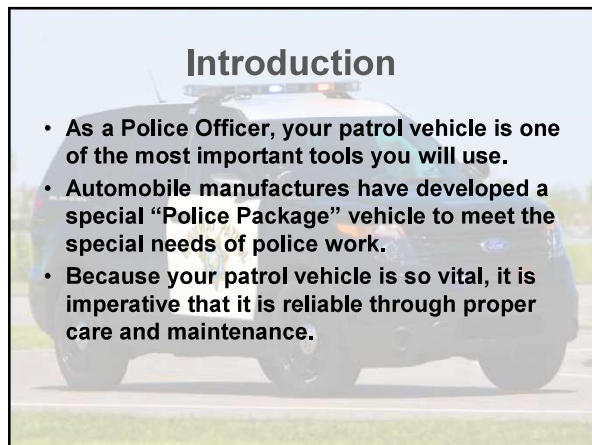 Introduction
• As a Police Officer, your patrol vehicle is one
of the most important tools you will use.
• Automobile manufactures have developed a
special “Police Package” vehicle to meet the
special needs of police work.
• Because your patrol vehicle is so vital, it is
imperative that it is reliable through proper
care and maintenance.